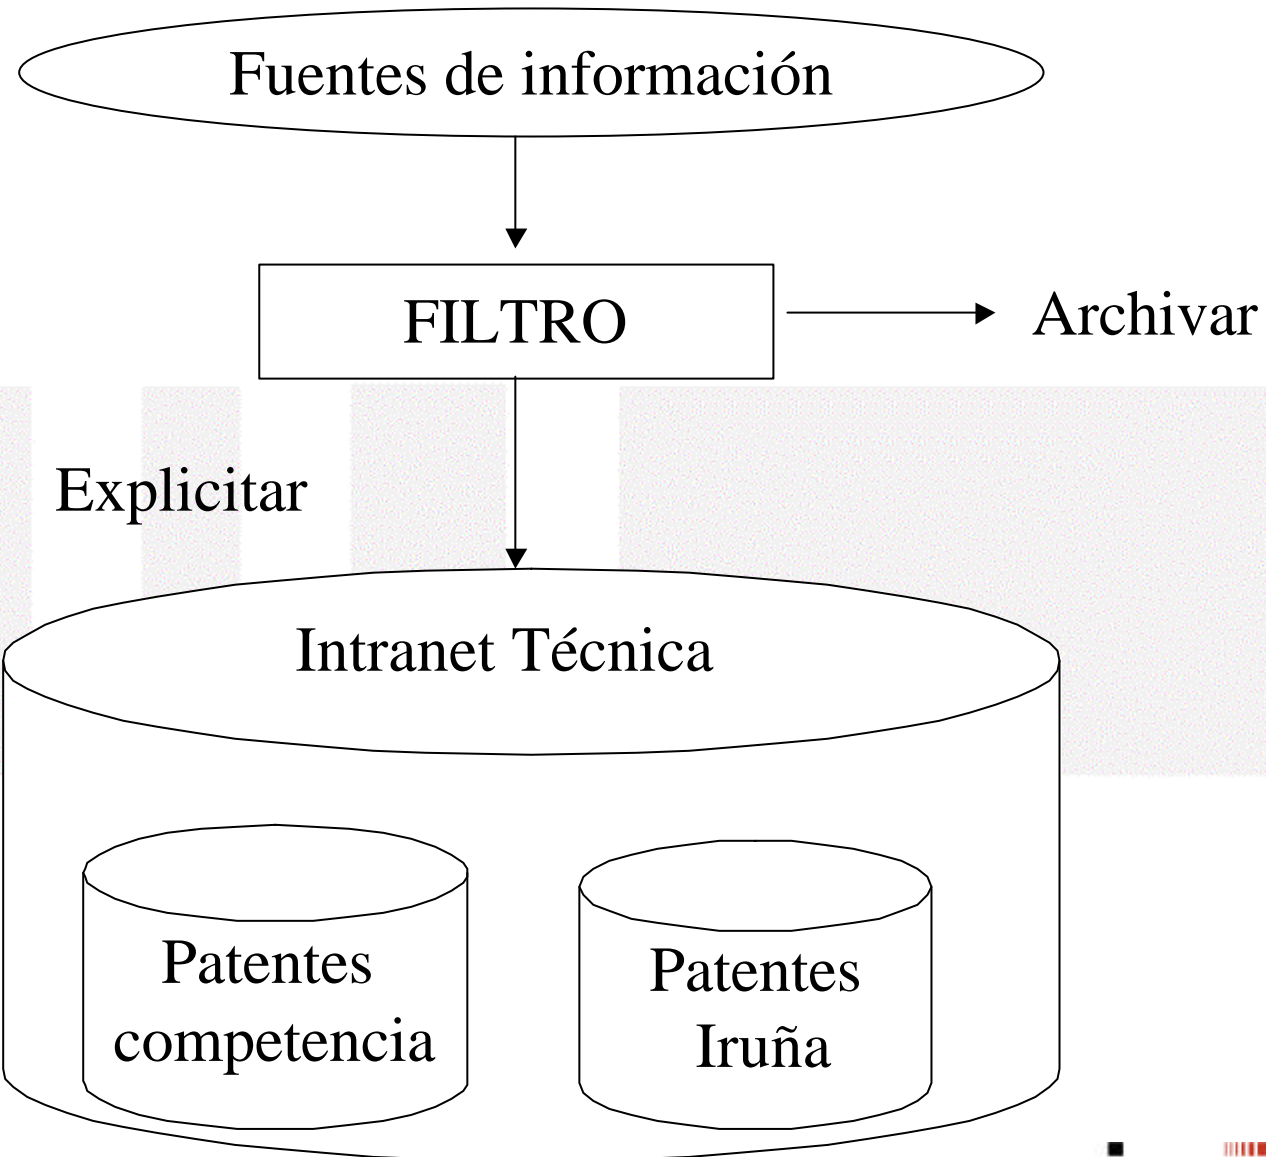 Fuentes de información
FILTRO
Archivar
Explicitar
Intranet Técnica
Patentes
competencia
Patentes
Iruña